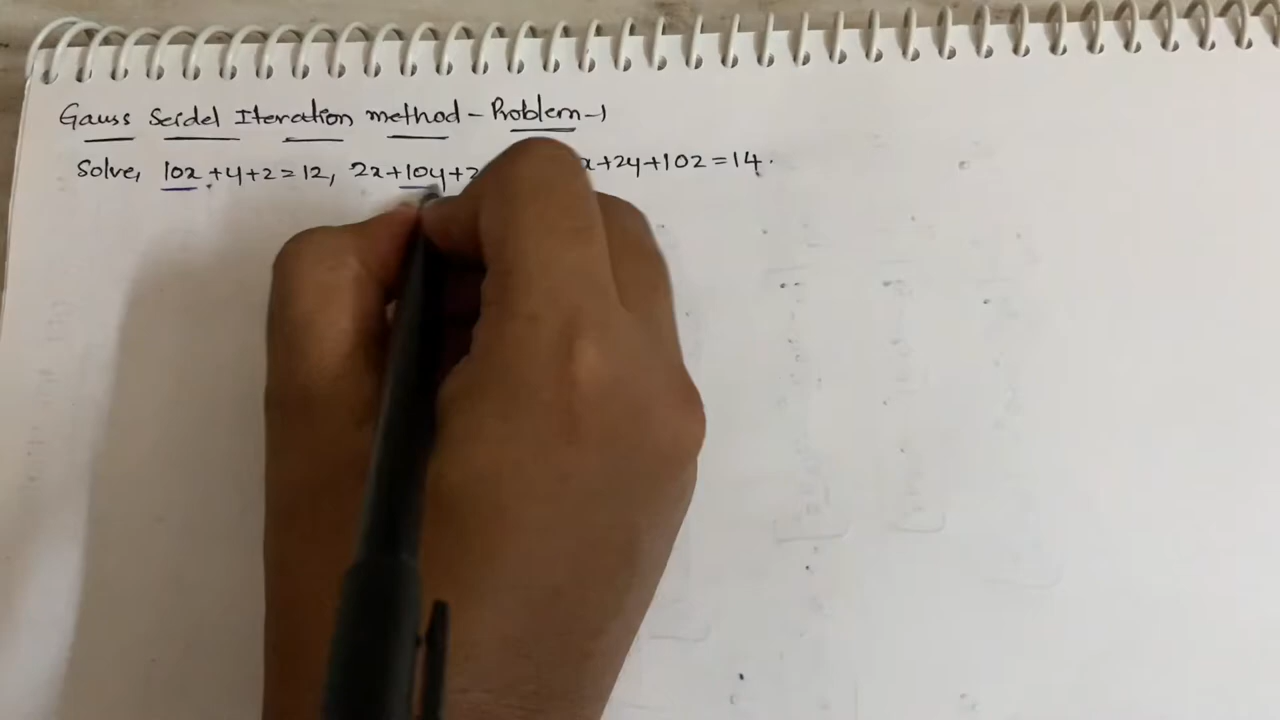 Gauss Seidel Iteration method - Problem -1
Solve, 10x + y + z = 12, 2x + 10y + z x + 2y + 10z = 14.